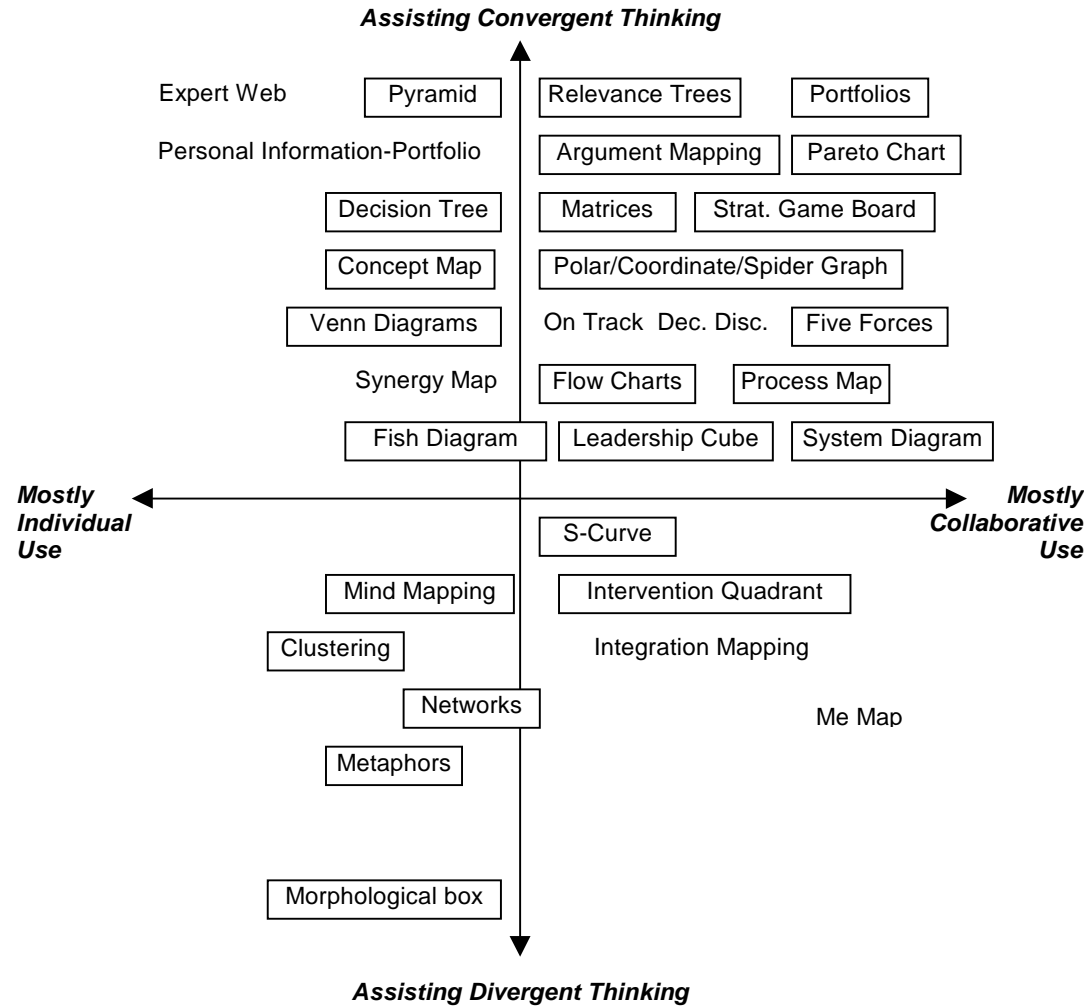 Assisting Convergent Thinking
Expert Web Pyramid Relevance Trees Portfolios
Personal Information-Portfolio Argument Mapping Pareto Chart
Decision Tree Matrices Strat. Game Board
Concept Map Polar/Coordinate/Spider Graph
Venn Diagrams On Track Dec. Disc. Five Forces
Synergy Map Flow Charts Process Map
Fish Diagram Leadership Cube System Diagram
Mostly
Individual
Use
Mostly
Collaborative
Use
S-Curve
Mind Mapping Intervention Quadrant
Clustering Integration Mapping
Networks Me Map
Metaphors
Morphological box
Assisting Divergent Thinking